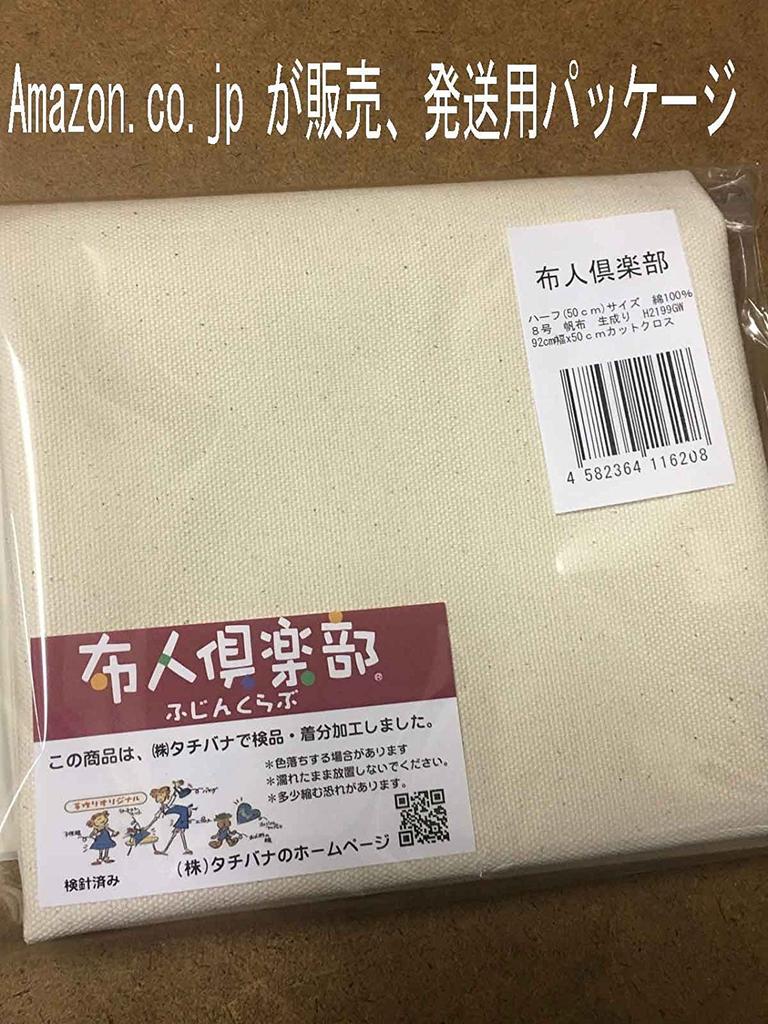 Amazon.co.jp が販売、発送用パッケージ
布人倶楽部
ハーフ(50cm)サイズ 綿100%
8号 帆布 生成り H2199GW
92cm幅x50cmカットクロス
4 582364 116208
布人倶楽部®
ふじんくらぶ
この商品は、㈱タチバナで検品・着分加工しました。
*色落ちする場合があります
*濡れたまま放置しないでください。
*多少縮む恐れがあります。
手作りオリジナル
(株)タチバナのホームページ
検針済み